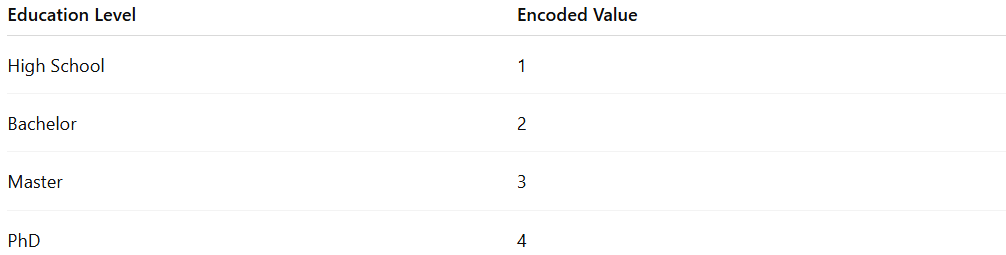 Education Level Encoded Value
High School 1
Bachelor 2
Master 3
PhD 4